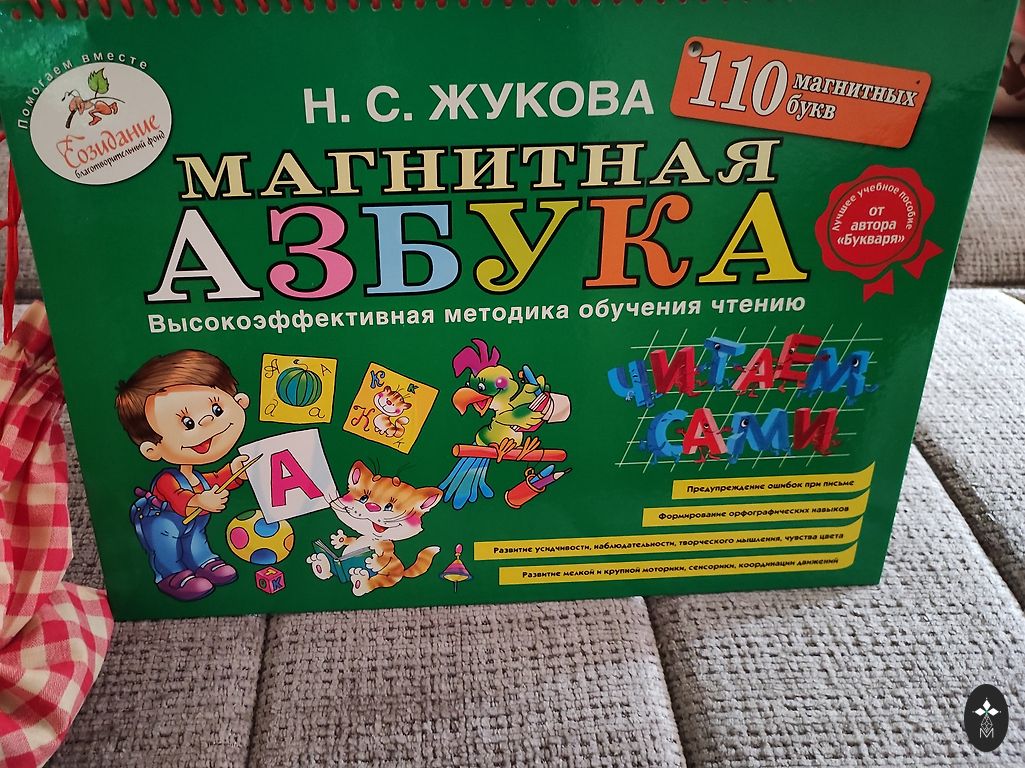 Помогаем вместе
Созидание
благотворительный фонд
Н. С. ЖУКОВА
110 магнитных
букв
МАГНИТНАЯ
АЗБУКА
Высокоэффективная методика обучения чтению
Лучшее учебное пособие
от
автора
«Букваря»
ЧИТАЕМ
САМИ
А
К к
К к
А
Предупреждение ошибок при письме
Формирование орфографических навыков
Развитие усидчивости, наблюдательности, творческого мышления, чувства цвета
Развитие мелкой и крупной моторики, сенсорики, координации движений
М